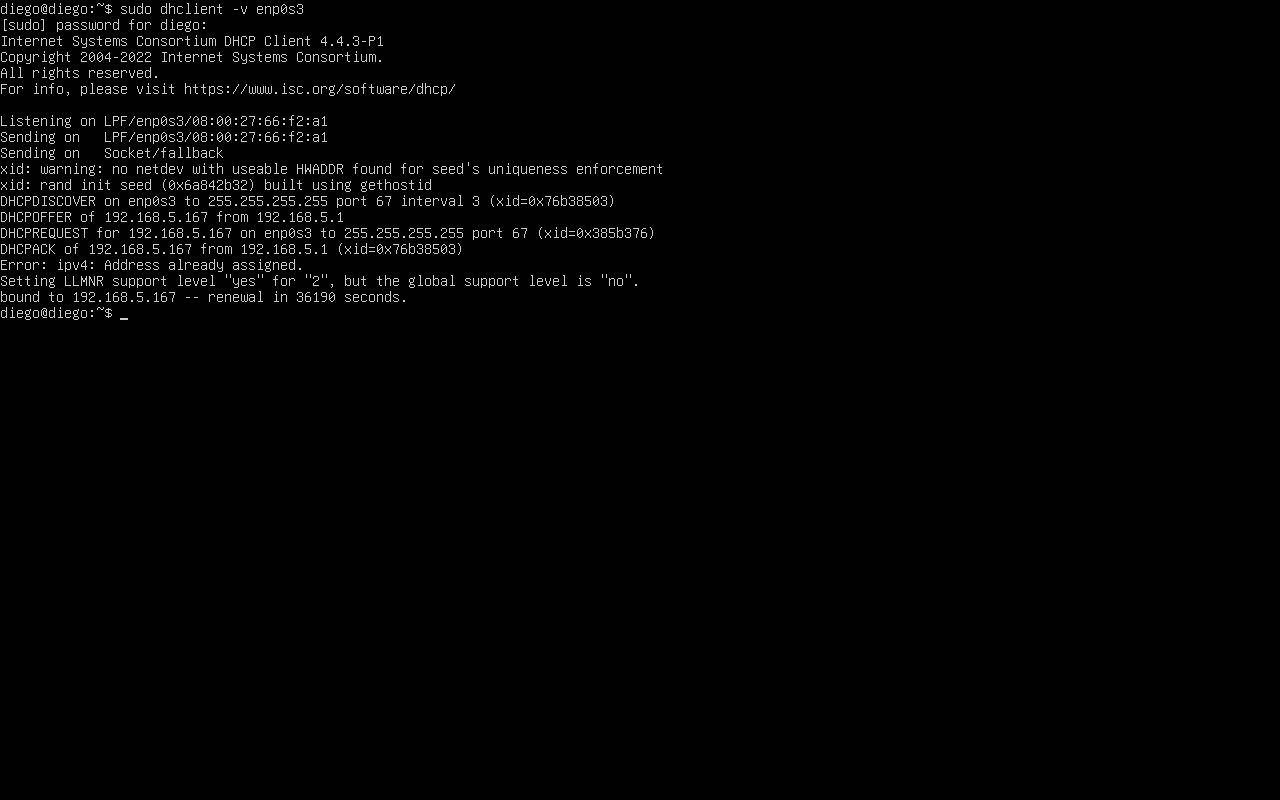 diego@diego:~$ sudo dhclient -v enp0s3
[sudo] password for diego:
Internet Systems Consortium DHCP Client 4.4.3-P1
Copyright 2004-2022 Internet Systems Consortium.
All rights reserved.
For info, please visit https://www.isc.org/software/dhcp/

Listening on LPF/enp0s3/08:00:27:66:f2:a1
Sending on   LPF/enp0s3/08:00:27:66:f2:a1
Sending on   Socket/fallback
xid: warning: no netdev with useable HWADDR found for seed's uniqueness enforcement
xid: rand init seed (0x6a842b32) built using gethostid
DHCPDISCOVER on enp0s3 to 255.255.255.255 port 67 interval 3 (xid=0x76b38503)
DHCPOFFER of 192.168.5.167 from 192.168.5.1
DHCPREQUEST for 192.168.5.167 on enp0s3 to 255.255.255.255 port 67 (xid=0x385b376)
DHCPACK of 192.168.5.167 from 192.168.5.1 (xid=0x76b38503)
Error: ipv4: Address already assigned.
Setting LLMNR support level "yes" for "2", but the global support level is "no".
bound to 192.168.5.167 -- renewal in 36190 seconds.
diego@diego:~$ _